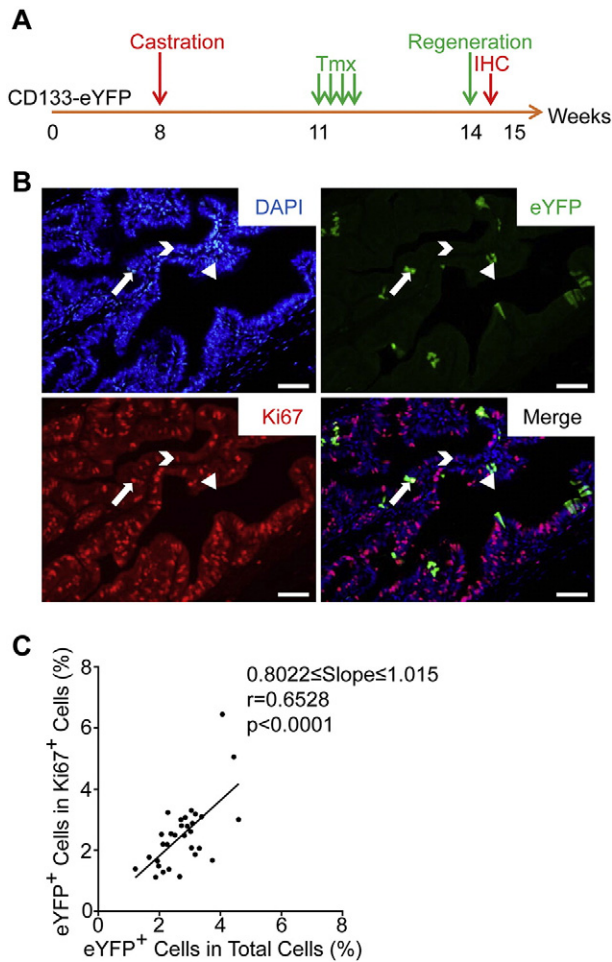 A
Castration
Tmx
Regeneration
IHC
CD133-eYFP
Weeks
0
8
11
14
15
B
DAPI
eYFP
Ki67
Merge
C
eYFP+ Cells in Ki67+ Cells (%)
8
6
4
2
0
0.8022≤Slope≤1.015
r=0.6528
p<0.0001
0
2
4
6
8
eYFP+ Cells in Total Cells (%)